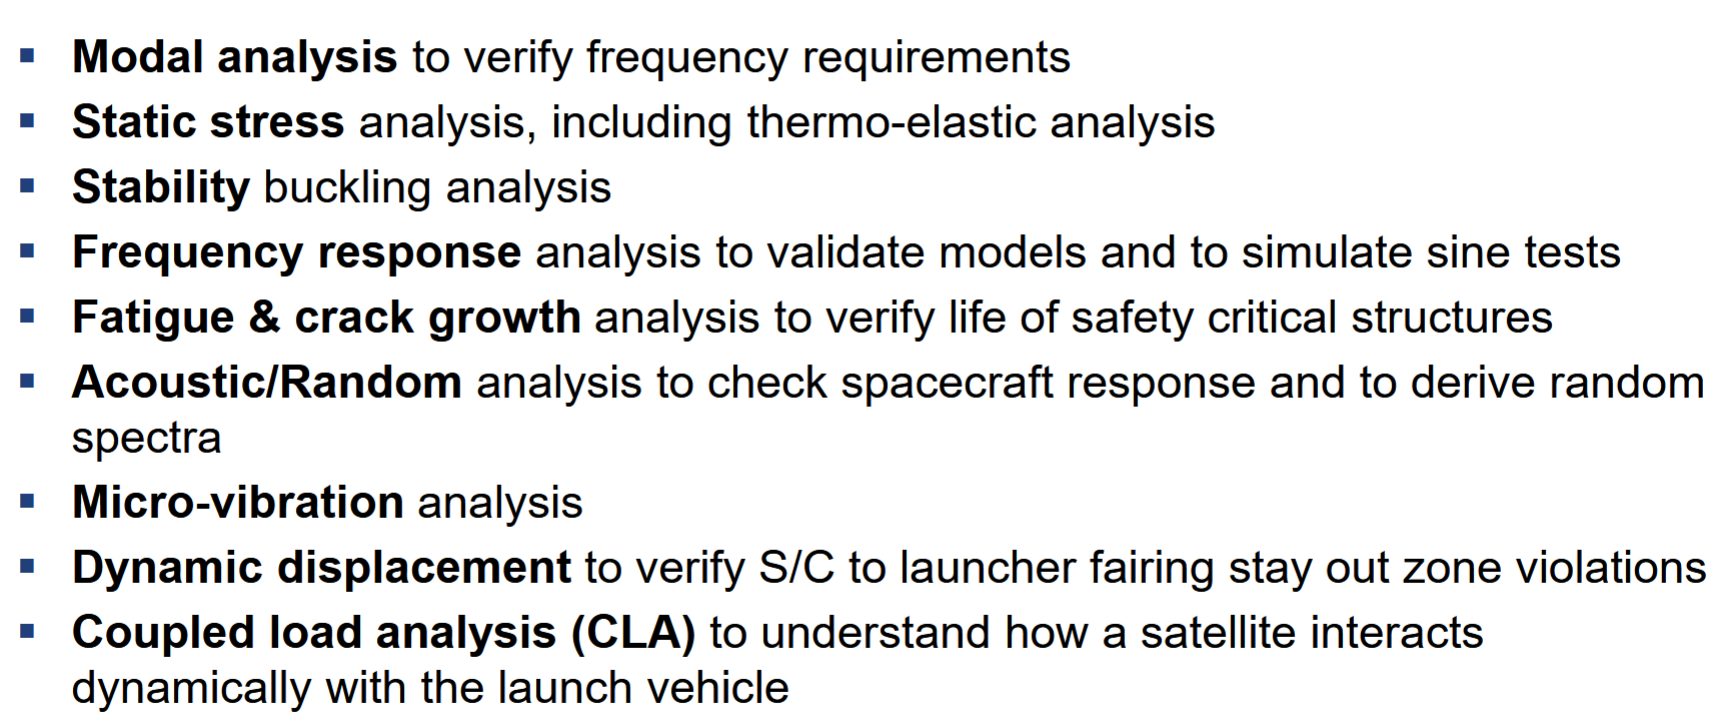 ▪ Modal analysis to verify frequency requirements
▪ Static stress analysis, including thermo-elastic analysis
▪ Stability buckling analysis
▪ Frequency response analysis to validate models and to simulate sine tests
▪ Fatigue & crack growth analysis to verify life of safety critical structures
▪ Acoustic/Random analysis to check spacecraft response and to derive random
spectra
▪ Micro-vibration analysis
▪ Dynamic displacement to verify S/C to launcher fairing stay out zone violations
▪ Coupled load analysis (CLA) to understand how a satellite interacts
dynamically with the launch vehicle